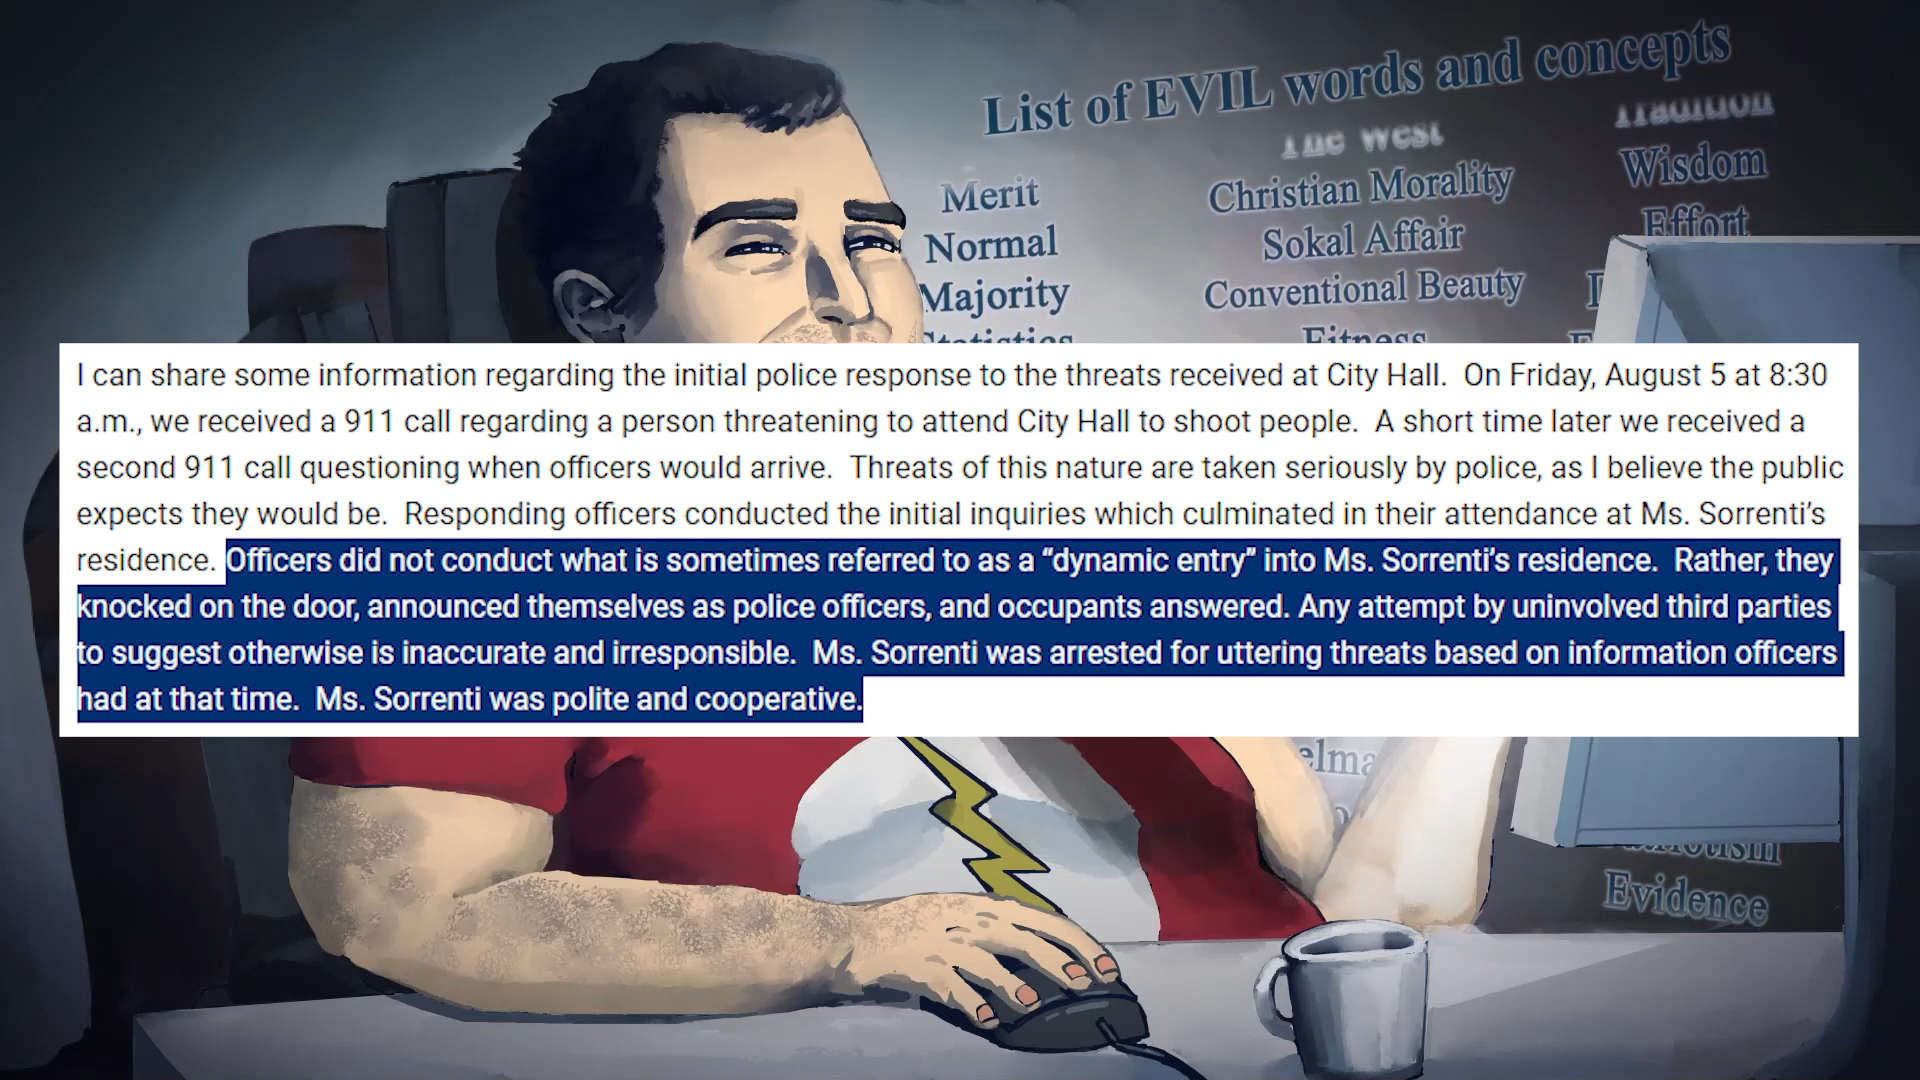 List of EVIL words and concepts
The West
Tradition
Merit
Christian Morality
Wisdom
Normal
Sokal Affair
Effort
Majority
Conventional Beauty
Statistics
Fitness
I can share some information regarding the initial police response to the threats received at City Hall.  On Friday, August 5 at 8:30
a.m., we received a 911 call regarding a person threatening to attend City Hall to shoot people.  A short time later we received a
second 911 call questioning when officers would arrive.  Threats of this nature are taken seriously by police, as I believe the public
expects they would be.  Responding officers conducted the initial inquiries which culminated in their attendance at Ms. Sorrenti’s
residence. Officers did not conduct what is sometimes referred to as a “dynamic entry” into Ms. Sorrenti’s residence.  Rather, they
knocked on the door, announced themselves as police officers, and occupants answered. Any attempt by uninvolved third parties
to suggest otherwise is inaccurate and irresponsible.  Ms. Sorrenti was arrested for uttering threats based on information officers
had at that time.  Ms. Sorrenti was polite and cooperative.
Evidence